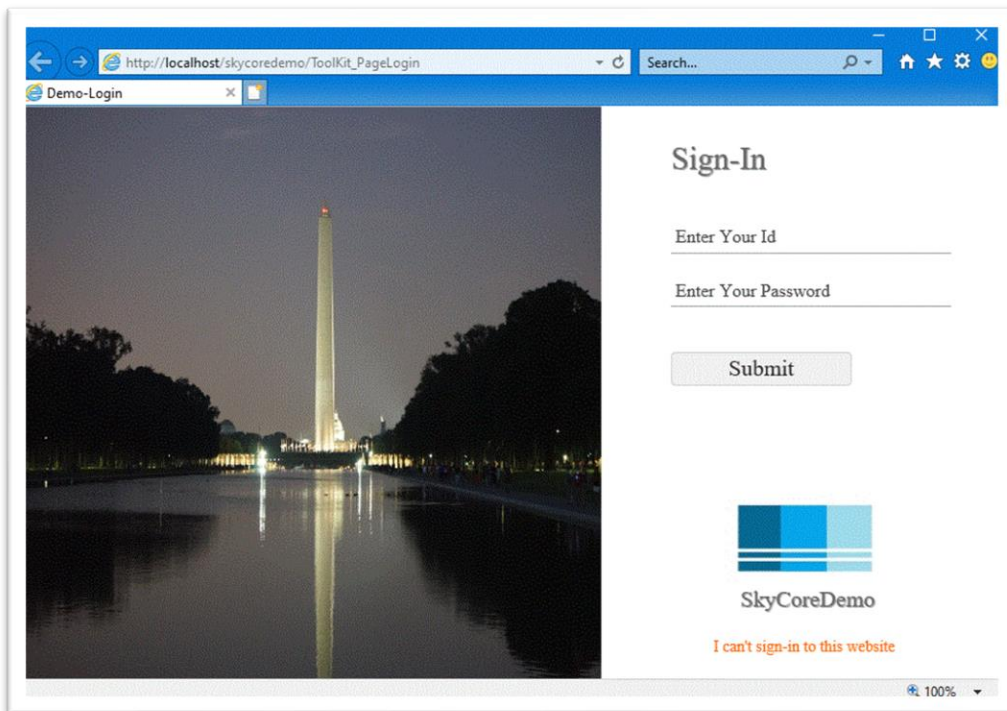 http://localhost/skycoredemo/ToolKit_PageLogin
Search...
Demo-Login
Sign-In
Enter Your Id
Enter Your Password
Submit
SkyCoreDemo
I can't sign-in to this website
100%